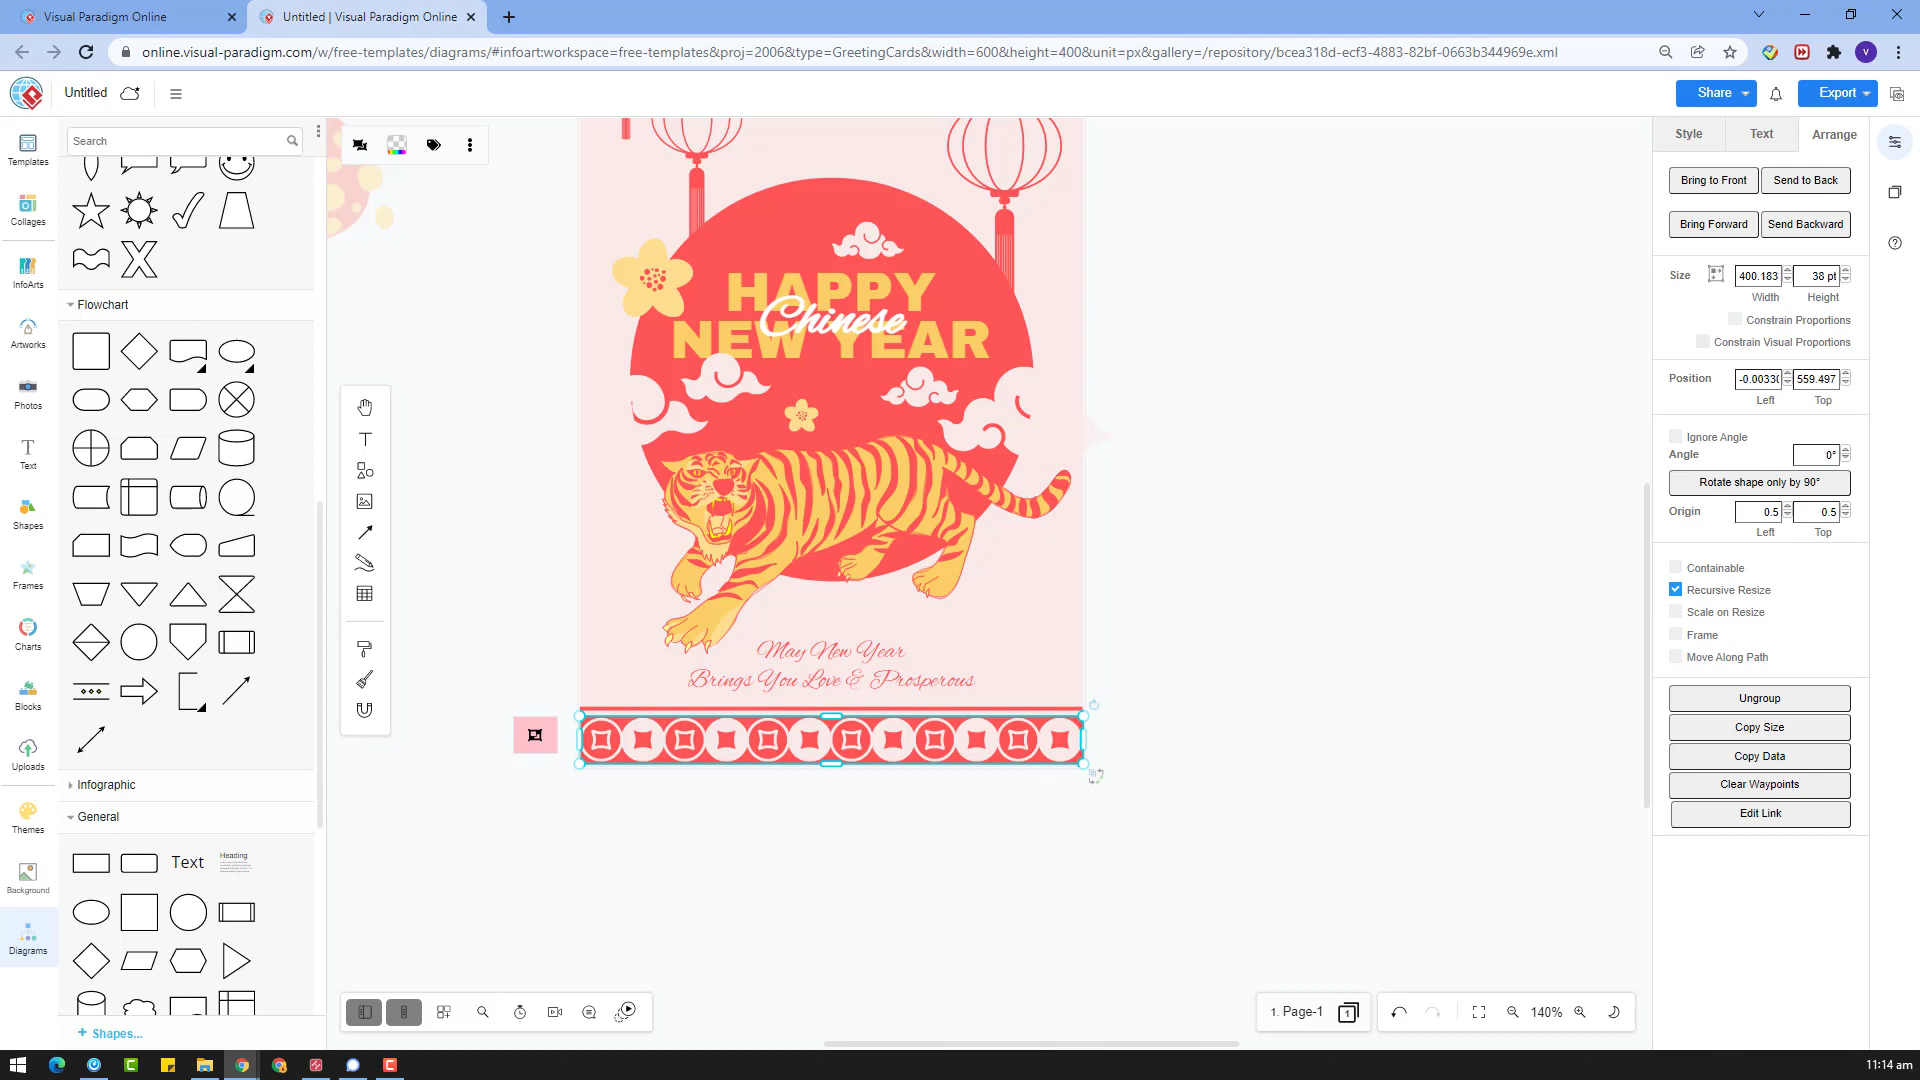 Visual Paradigm Online
Untitled | Visual Paradigm Online
online.visual-paradigm.com/w/free-templates/diagrams/#infoart:workspace=free-templates&proj=2006&type=GreetingCards&width=600&height=400&unit=px&gallery=/repository/bcea318d-ecf3-4883-82bf-0663b344969e.xml
V
Untitled
Share
Export
Templates
Collages
InfoArts
Artworks
Photos
Text
Shapes
Frames
Charts
Blocks
Uploads
Themes
Background
Diagrams
Search
Flowchart
Infographic
General
Text
Heading
+ Shapes...
HAPPY
Chinese
NEW YEAR
May New Year
Brings You Love & Prosperous
1. Page-1
1
140%
Style
Text
Arrange
Bring to Front
Send to Back
Bring Forward
Send Backward
Size
400.183
38 pt
Width
Height
Constrain Proportions
Constrain Visual Proportions
Position
-0.0033
559.497
Left
Top
Ignore Angle
Angle
0°
Rotate shape only by 90°
Origin
0.5
0.5
Left
Top
Containable
Recursive Resize
Scale on Resize
Frame
Move Along Path
Ungroup
Copy Size
Copy Data
Clear Waypoints
Edit Link
11:14 am